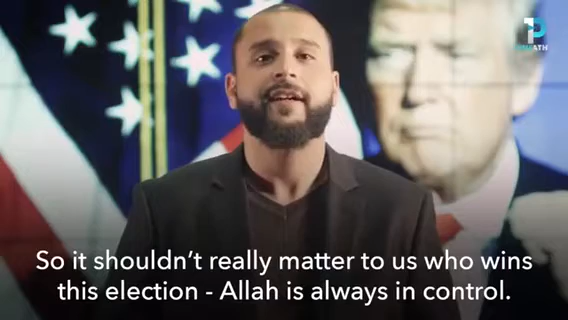 So it shouldn't really matter to us who wins
this election - Allah is always in control.